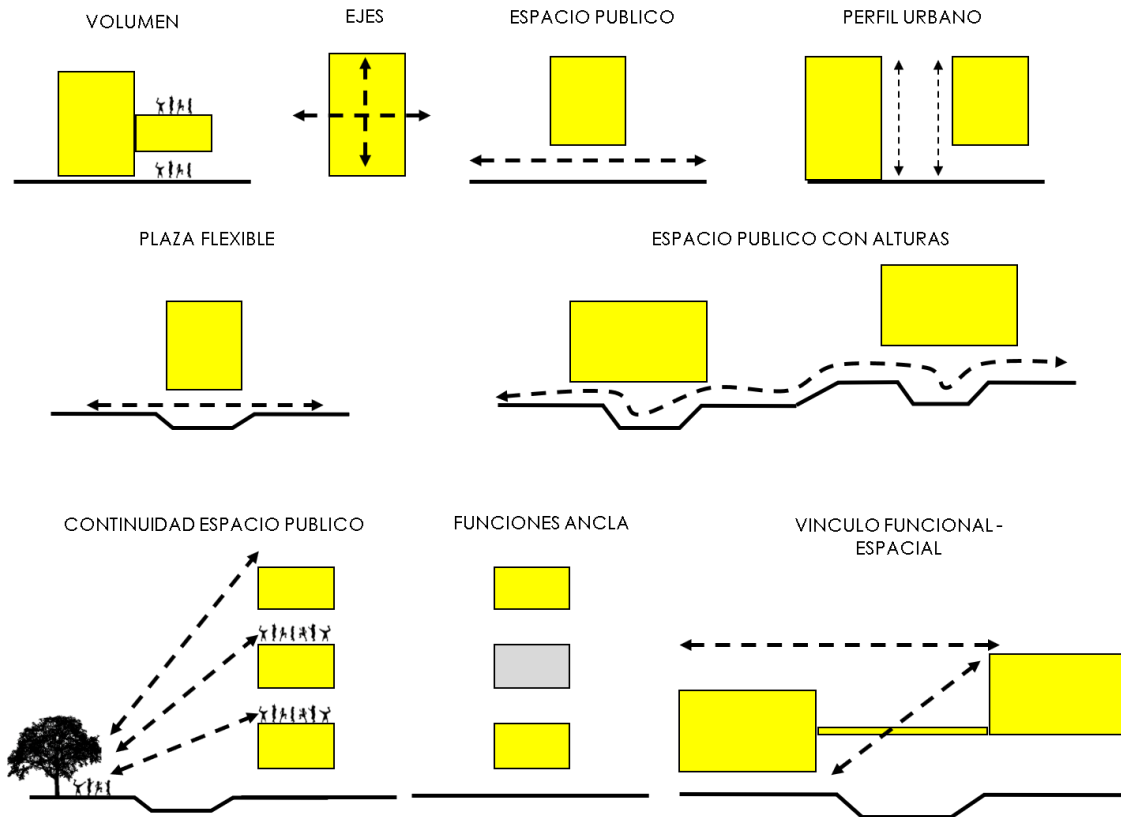 VOLUMEN
EJES
ESPACIO PUBLICO
PERFIL URBANO
PLAZA FLEXIBLE
ESPACIO PUBLICO CON ALTURAS
CONTINUIDAD ESPACIO PUBLICO
FUNCIONES ANCLA
VINCULO FUNCIONAL-
ESPACIAL